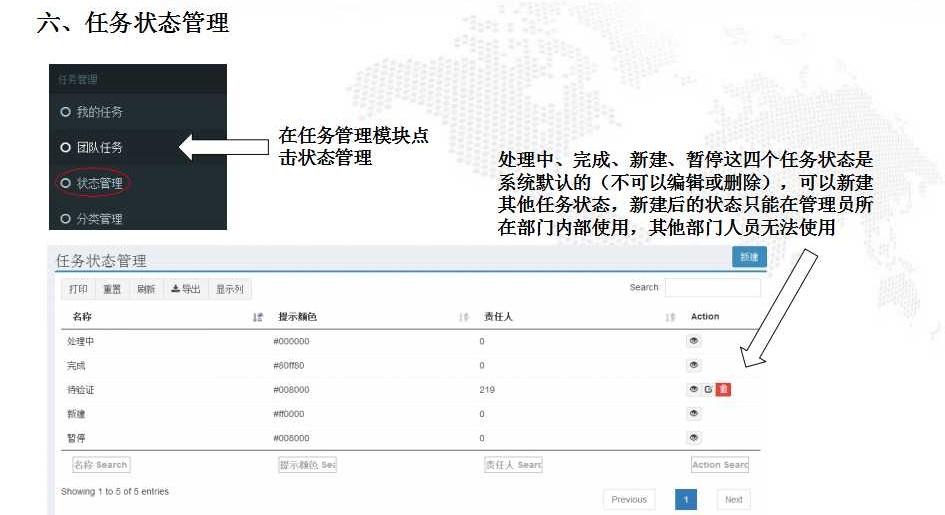 六、任务状态管理
任务管理
我的任务
团队任务
状态管理
分类管理
在任务管理模块点
击状态管理
处理中、完成、新建、暂停这四个任务状态是
系统默认的（不可以编辑或删除），可以新建
其他任务状态，新建后的状态只能在管理员所
在部门内部使用，其他部门人员无法使用
任务状态管理 新建
打印 重置 刷新 导出 显示列 Search:
名称 提示颜色 责任人 Action
处理中 #000000 0
完成 #80ff80 0
待验证 #008000 219
新建 #ff0000 0
暂停 #008000 0
名称 Search 提示颜色 Sea 责任人 Searc Action Searc
Showing 1 to 5 of 5 entries
Previous 1 Next